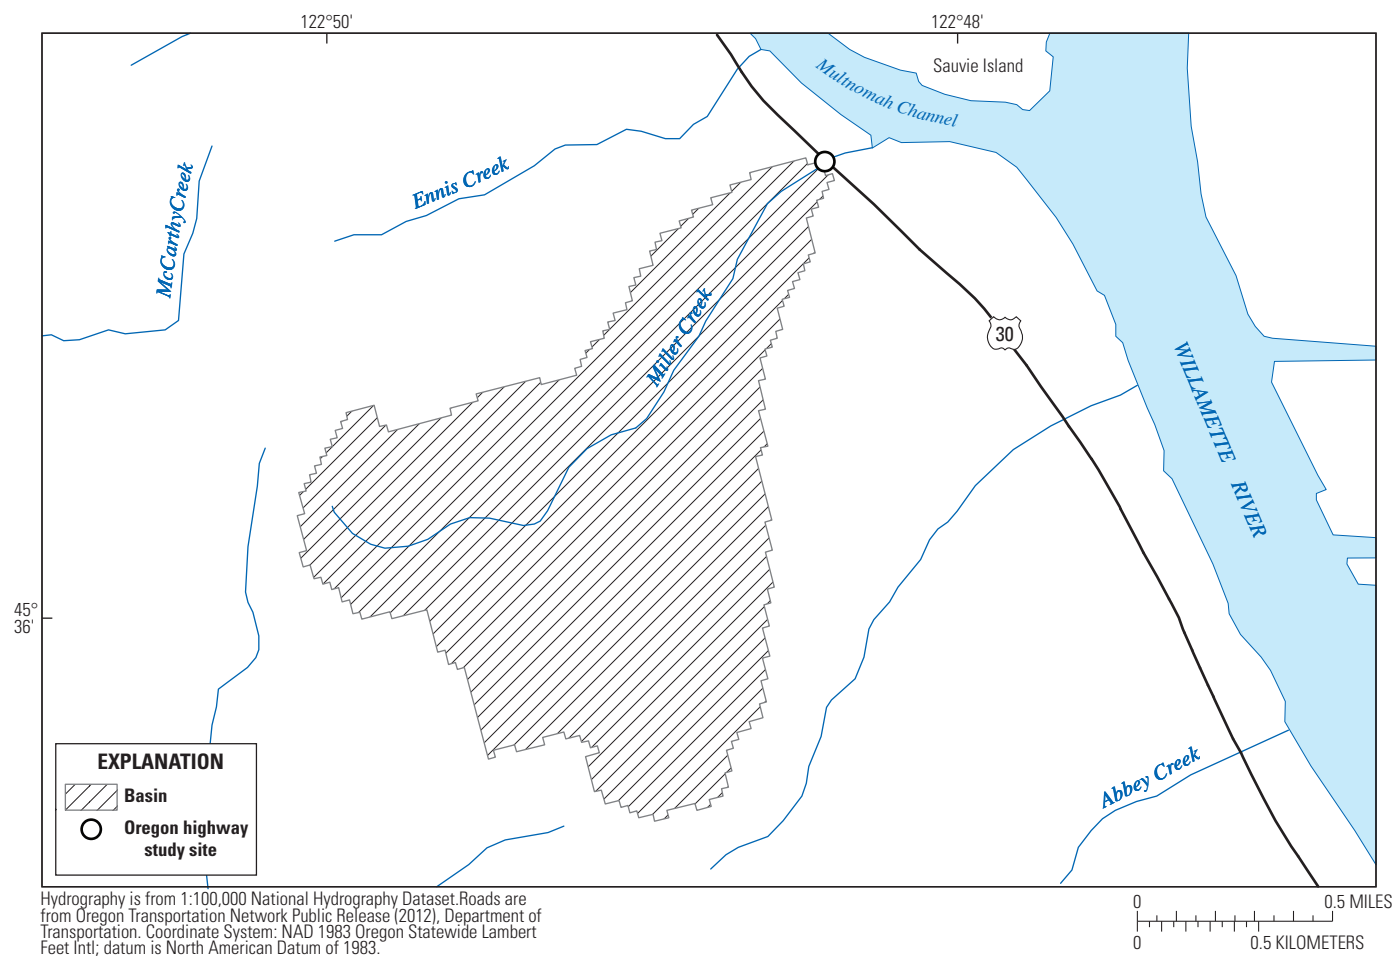 122°50'
122°48'
Sauvie Island
Multnomah Channel
Ennis Creek
McCarthyCreek
Miller Creek
30
WILLAMETTE RIVER
45°
36'
Abbey Creek
EXPLANATION
Basin
Oregon highway
study site
Hydrography is from 1:100,000 National Hydrography Dataset.Roads are
from Oregon Transportation Network Public Release (2012), Department of
Transportation. Coordinate System: NAD 1983 Oregon Statewide Lambert
Feet Intl; datum is North American Datum of 1983.
0 0.5 MILES
0 0.5 KILOMETERS